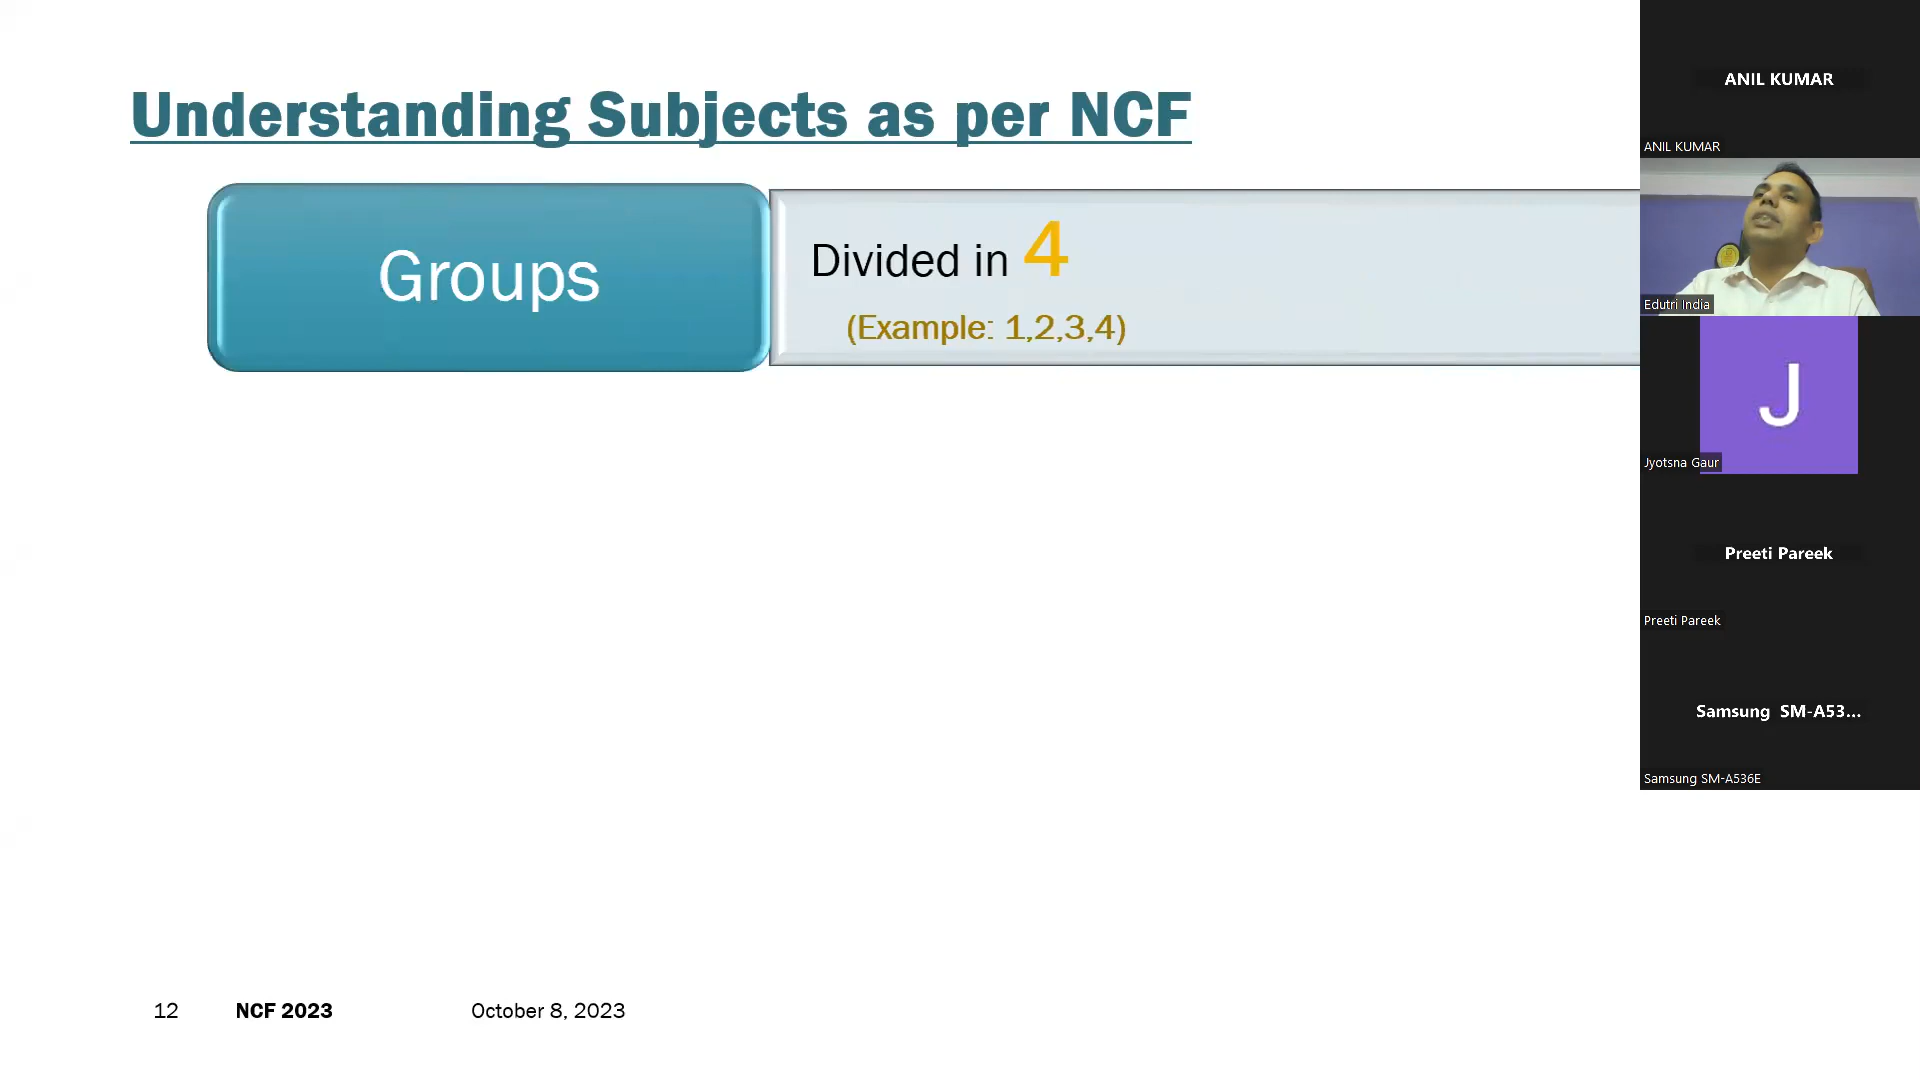 Understanding Subjects as per NCF
Groups
Divided in 4
(Example: 1,2,3,4)
12 NCF 2023 October 8, 2023
ANIL KUMAR
ANIL KUMAR
Edutri India
J
Jyotsna Gaur
Preeti Pareek
Preeti Pareek
Samsung SM-A53...
Samsung SM-A536E